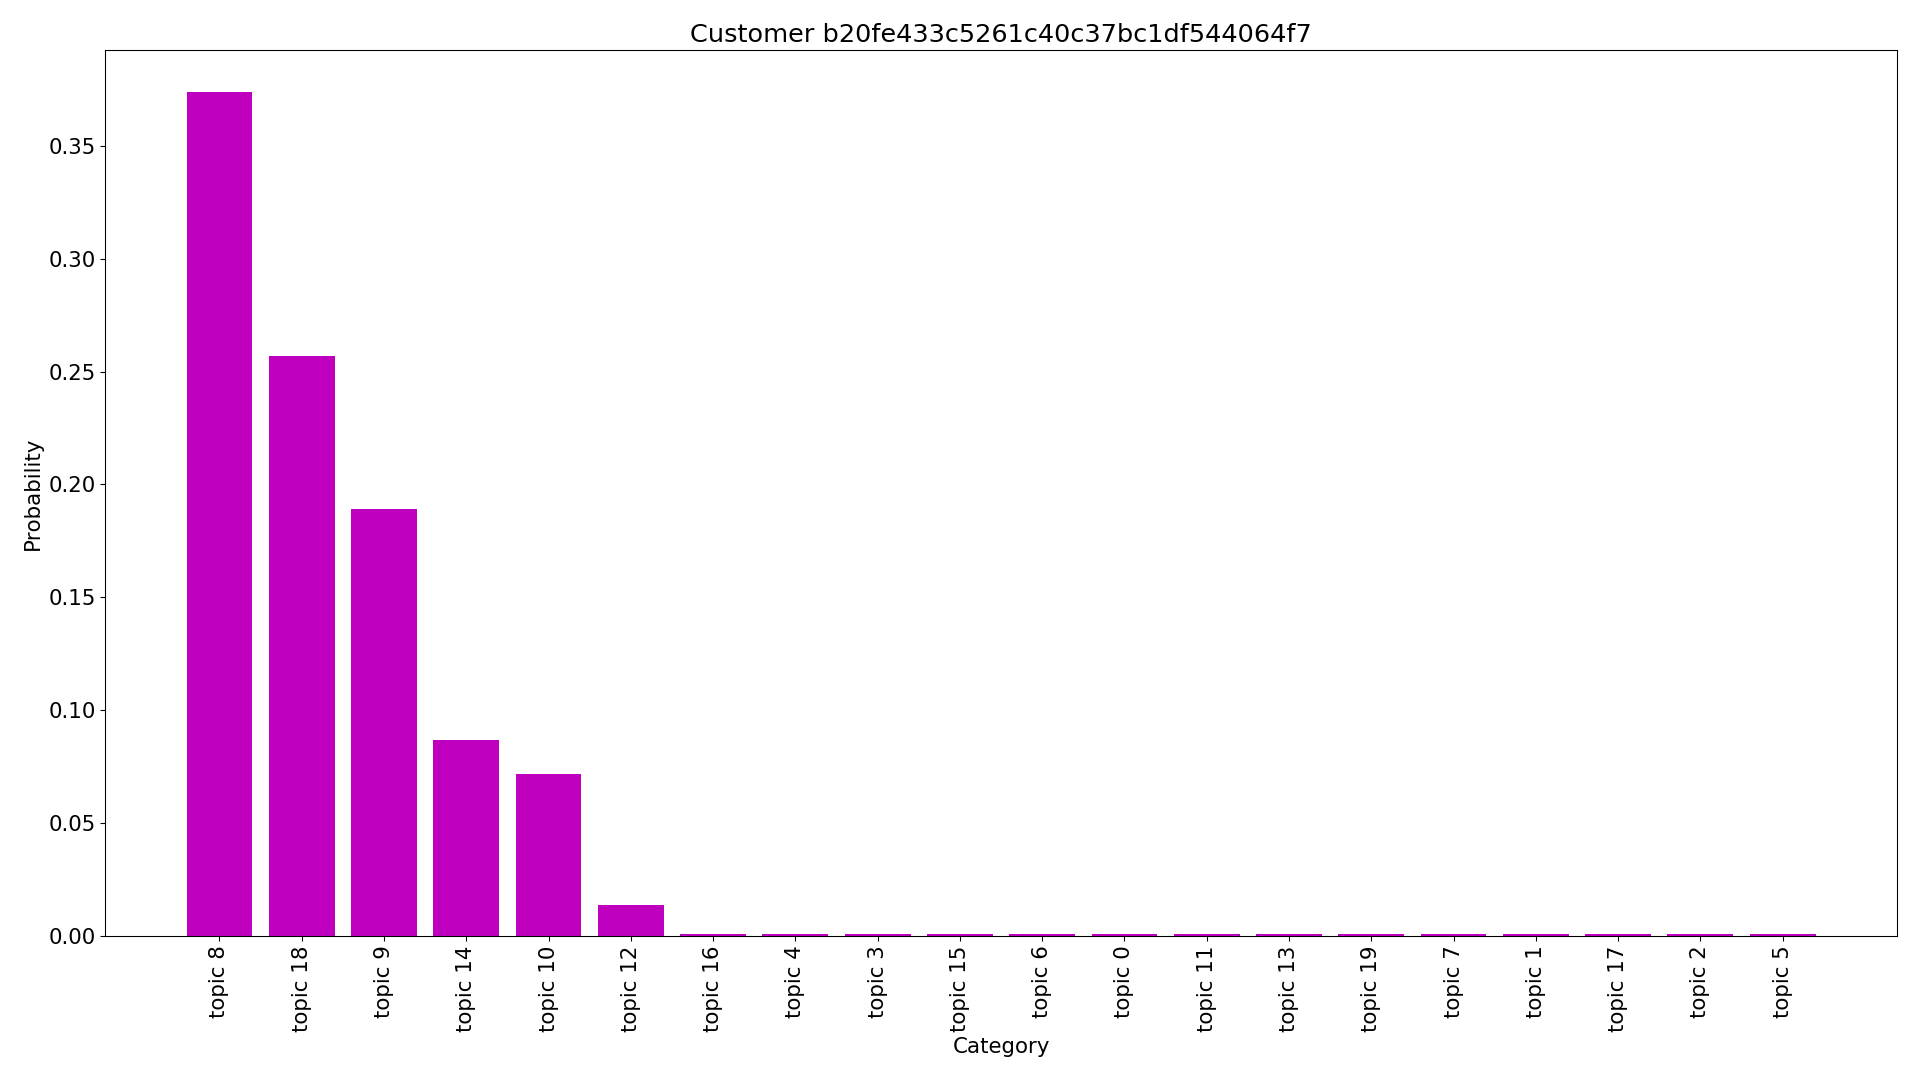 Customer b20fe433c5261c40c37bc1df544064f7
Probability
0.35
0.30
0.25
0.20
0.15
0.10
0.05
0.00
topic 8
topic 18
topic 9
topic 14
topic 10
topic 12
topic 16
topic 4
topic 3
topic 15
topic 6
topic 0
topic 11
topic 13
topic 19
topic 7
topic 1
topic 17
topic 2
topic 5
Category